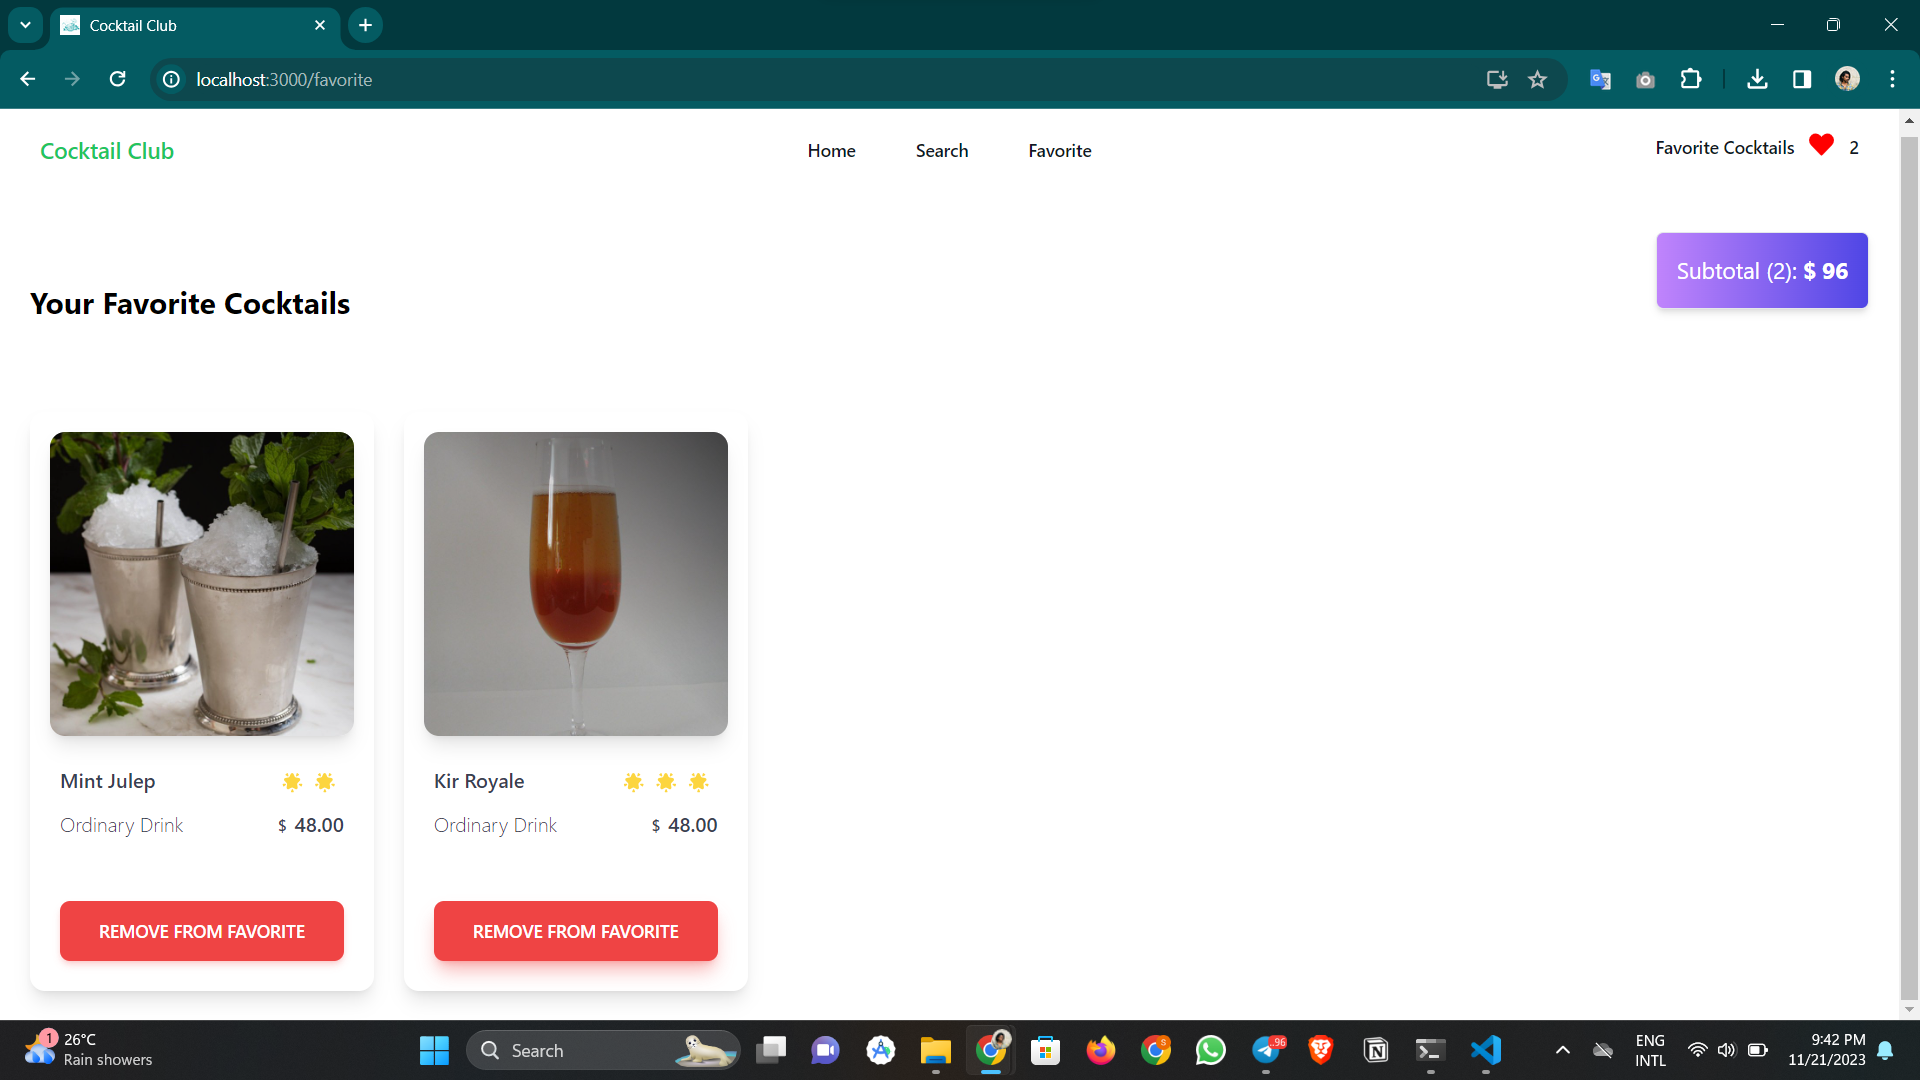 Cocktail Club
localhost:3000/favorite
Cocktail Club
Home
Search
Favorite
Favorite Cocktails
2
Subtotal (2): $ 96
Your Favorite Cocktails
Mint Julep
Ordinary Drink
$ 48.00
REMOVE FROM FAVORITE
Kir Royale
Ordinary Drink
$ 48.00
REMOVE FROM FAVORITE
1
26°C
Rain showers
Search
S
96
ENG
INTL
9:42 PM
11/21/2023